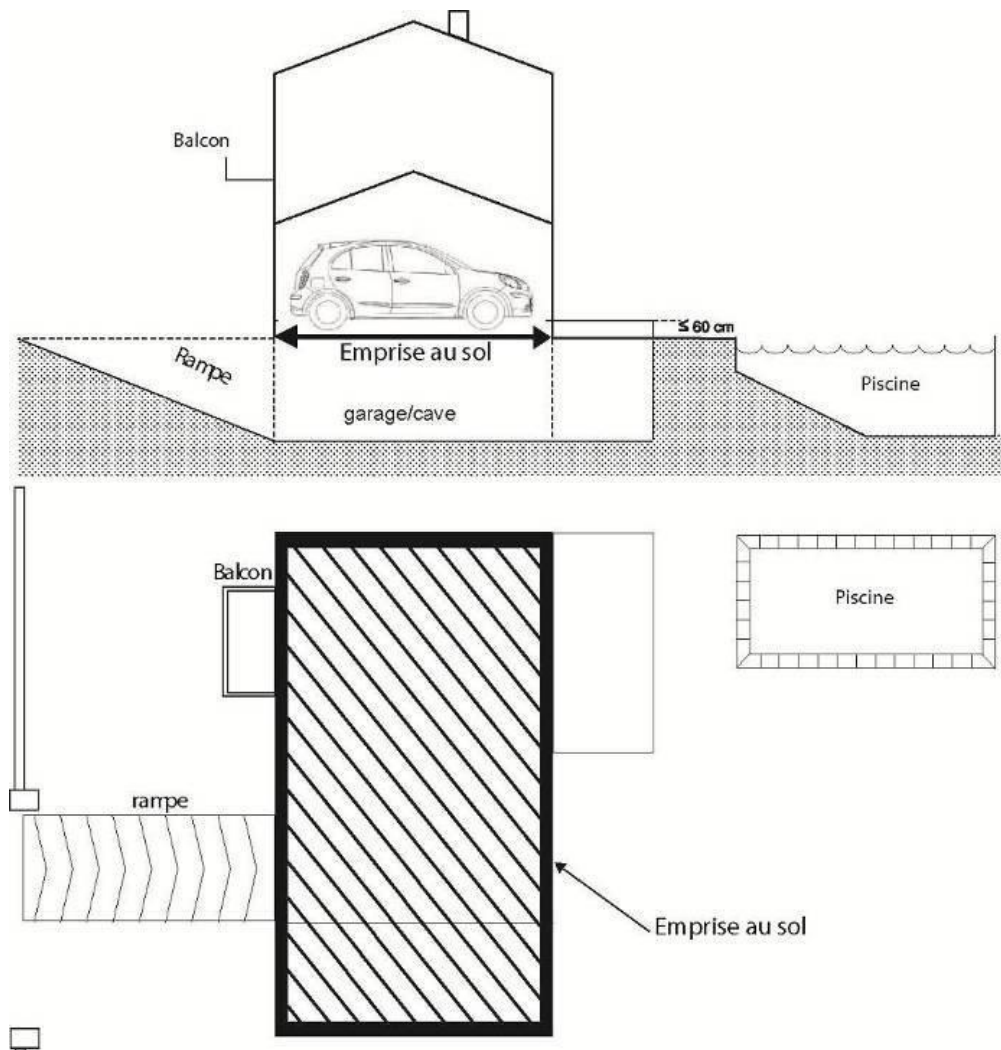 Balcon
≤ 60 cm
Emprise au sol
Rampe
Piscine
garage/cave
Balcon
Piscine
rampe
Emprise au sol